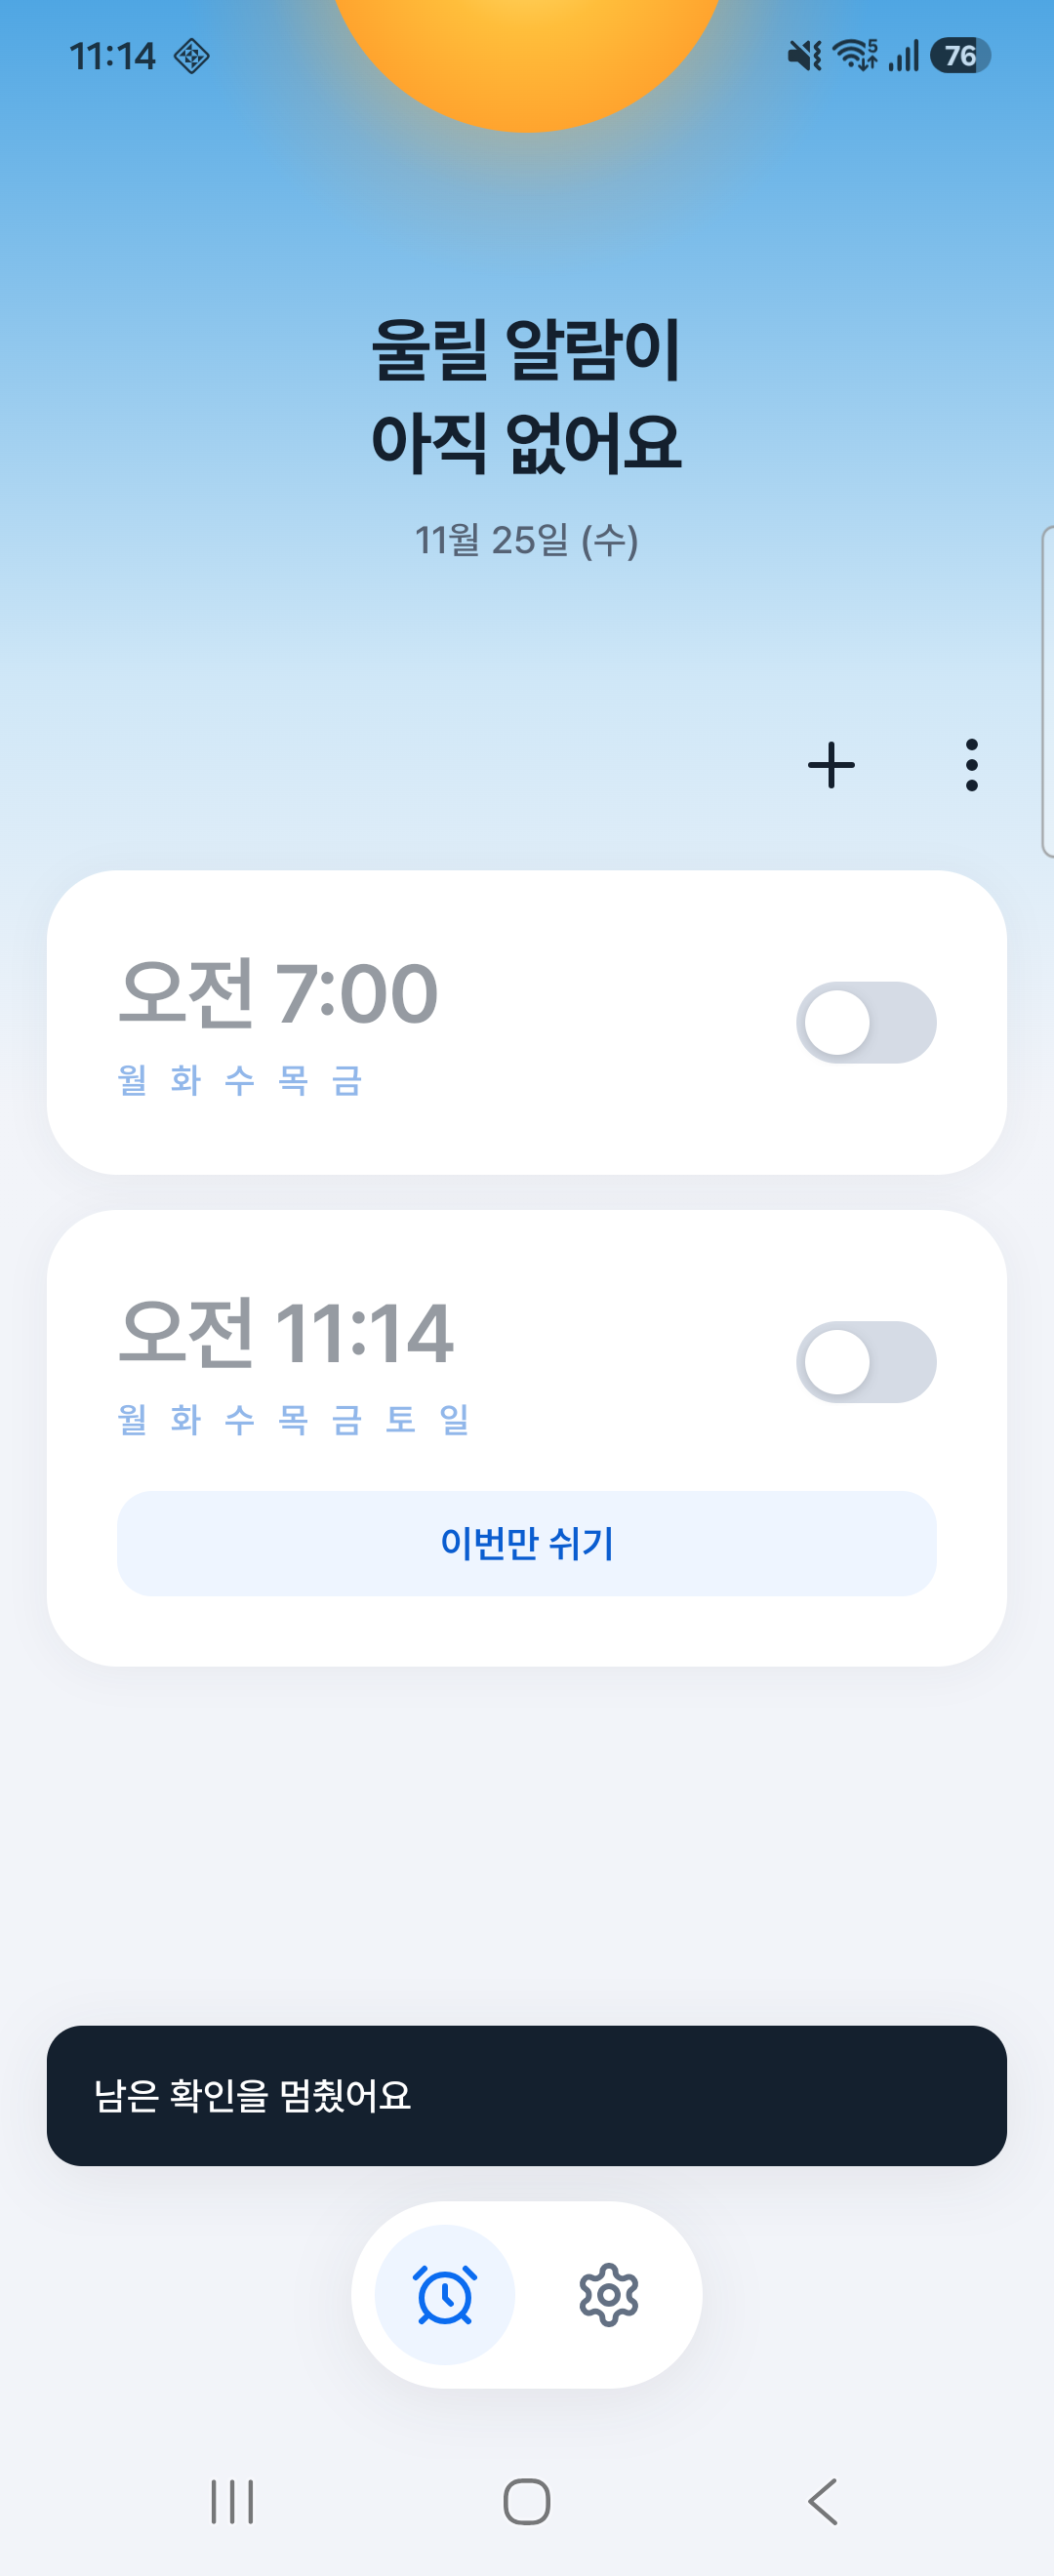 11:14
5
76
울릴 알람이
아직 없어요
11월 25일 (수)
오전 7:00
월 화 수 목 금
오전 11:14
월 화 수 목 금 토 일
이번만 쉬기
남은 확인을 멈췄어요